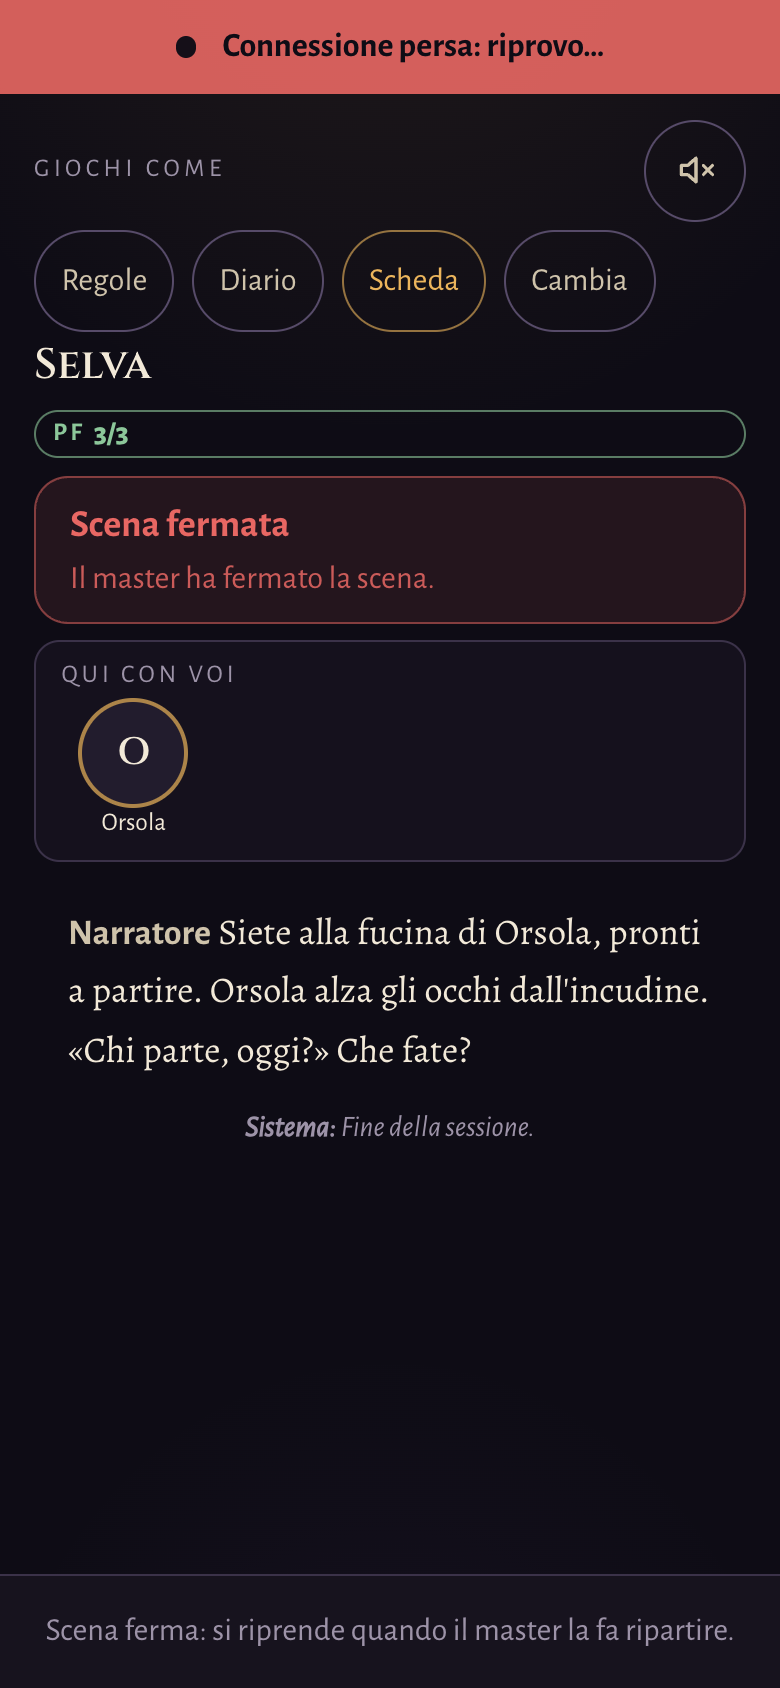 Connessione persa: riprovo...
GIOCHI COME
Regole Diario Scheda Cambia
SELVA
PF 3/3
Scena fermata
Il master ha fermato la scena.
QUI CON VOI
O
Orsola
Narratore Siete alla fucina di Orsola, pronti
a partire. Orsola alza gli occhi dall'incudine.
«Chi parte, oggi?» Che fate?
Sistema: Fine della sessione.
Scena ferma: si riprende quando il master la fa ripartire.